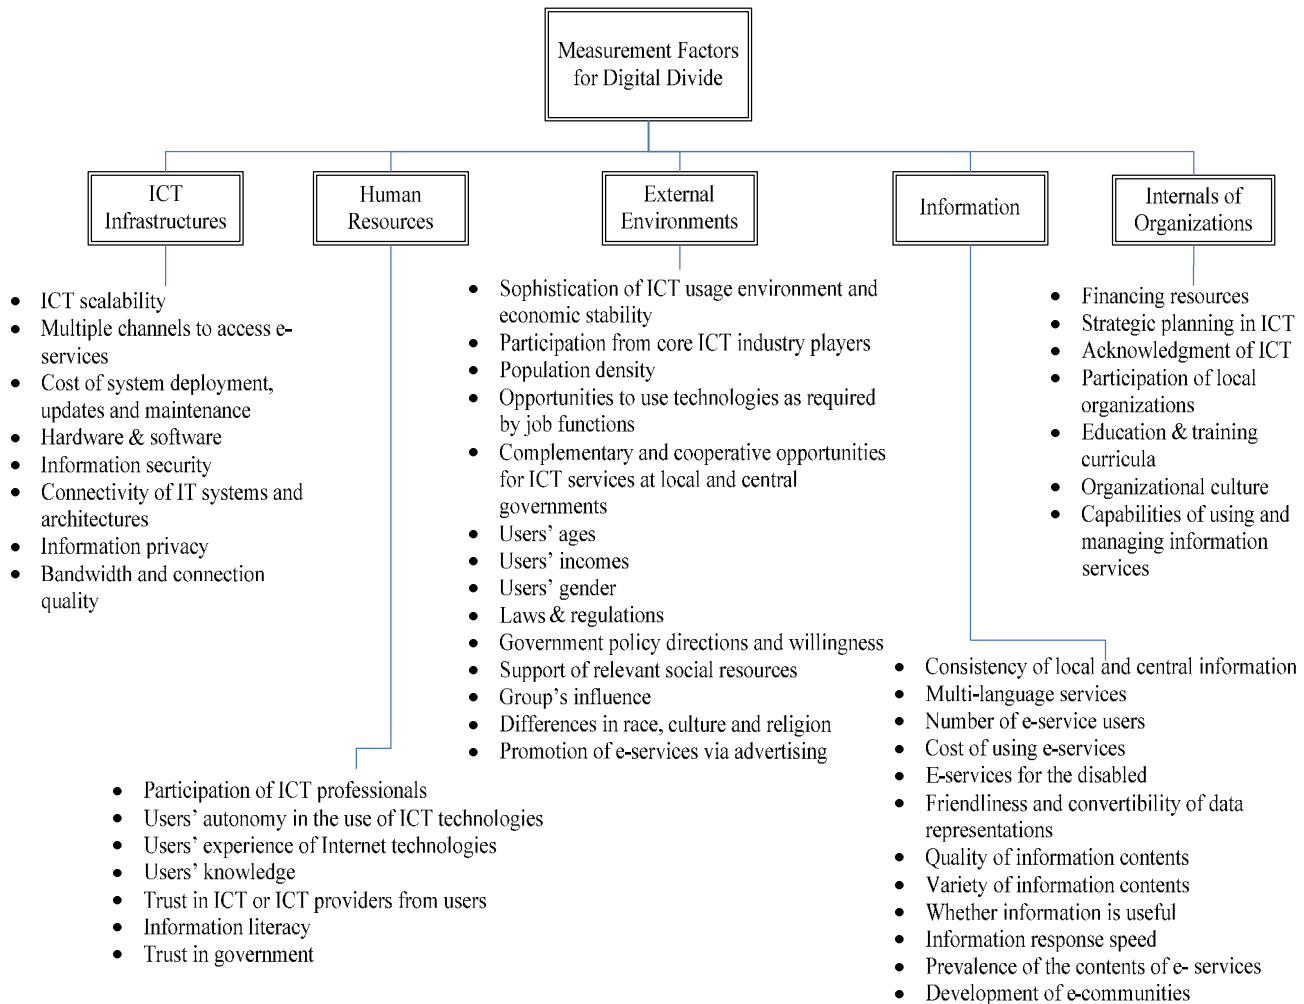 Measurement Factors
for Digital Divide
ICT
Infrastructures
Human
Resources
External
Environments
Information
Internals of
Organizations
• ICT scalability
• Multiple channels to access e-
services
• Cost of system deployment,
updates and maintenance
• Hardware & software
• Information security
• Connectivity of IT systems and
architectures
• Information privacy
• Bandwidth and connection
quality
• Participation of ICT professionals
• Users’ autonomy in the use of ICT technologies
• Users’ experience of Internet technologies
• Users’ knowledge
• Trust in ICT or ICT providers from users
• Information literacy
• Trust in government
• Sophistication of ICT usage environment and
economic stability
• Participation from core ICT industry players
• Population density
• Opportunities to use technologies as required
by job functions
• Complementary and cooperative opportunities
for ICT services at local and central
governments
• Users’ ages
• Users’ incomes
• Users’ gender
• Laws & regulations
• Government policy directions and willingness
• Support of relevant social resources
• Group’s influence
• Differences in race, culture and religion
• Promotion of e-services via advertising
• Consistency of local and central information
• Multi-language services
• Number of e-service users
• Cost of using e-services
• E-services for the disabled
• Friendliness and convertibility of data
representations
• Quality of information contents
• Variety of information contents
• Whether information is useful
• Information response speed
• Prevalence of the contents of e- services
• Development of e-communities
• Financing resources
• Strategic planning in ICT
• Acknowledgment of ICT
• Participation of local
organizations
• Education & training
curricula
• Organizational culture
• Capabilities of using and
managing information
services